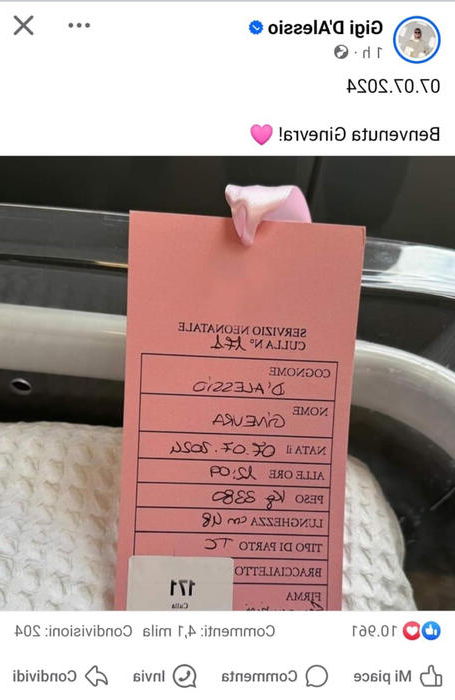 Gigi D'Alessio
1 h
07.07.2024
Benvenuta Ginevra!
SERVIZIO NEONATALE
CULLA N° 171
COGNOME D'ALESSIO
NOME GINEVRA
NATA il 07.07.2024
ALLE ORE 12:09
PESO Kg 3380
LUNGHEZZA cm 48
TIPO DI PARTO TC
BRACCIALETTO
FIRMA
171
Culla
10.961 Commenti: 4,1 mila Condivisioni: 204
Mi piace Commenta Invia Condividi